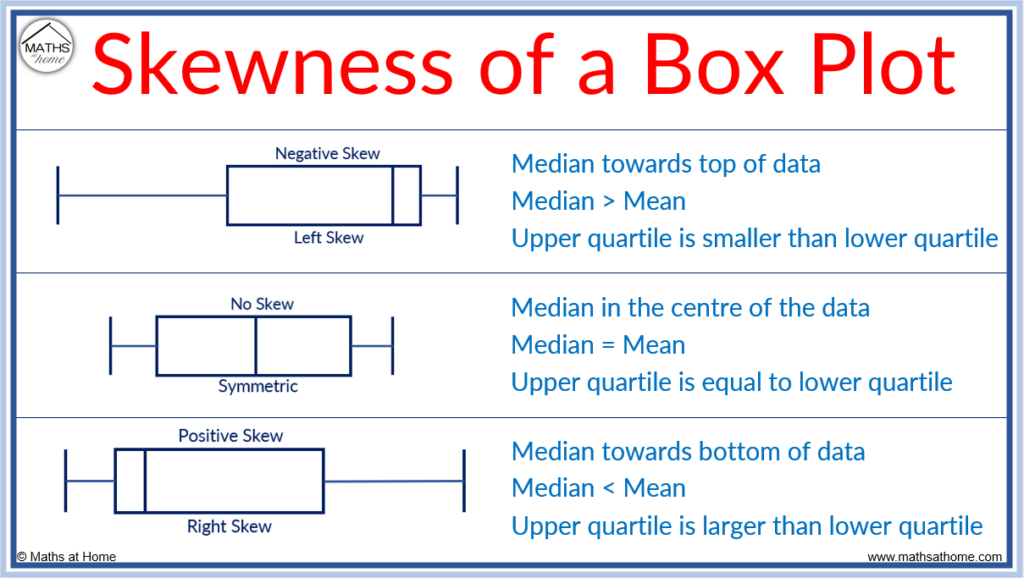 MATHS
at
home
Skewness of a Box Plot
Negative Skew
Left Skew
Median towards top of data
Median > Mean
Upper quartile is smaller than lower quartile
No Skew
Symmetric
Median in the centre of the data
Median = Mean
Upper quartile is equal to lower quartile
Positive Skew
Right Skew
Median towards bottom of data
Median < Mean
Upper quartile is larger than lower quartile
© Maths at Home
www.mathsathome.com